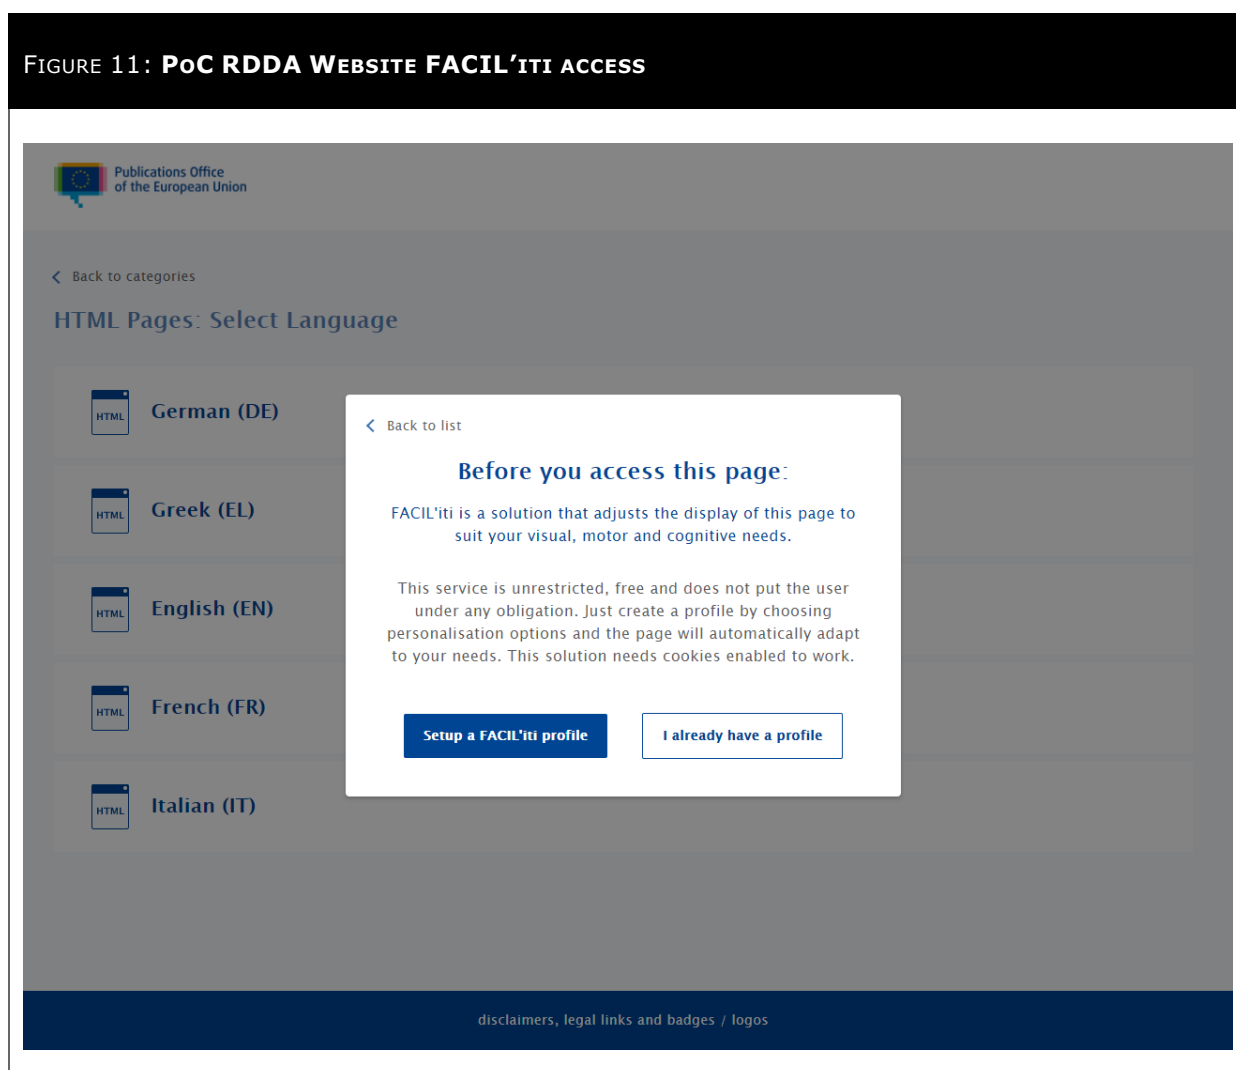 FIGURE 11: POC RDDA WEBSITE FACIL'ITI ACCESS
Publications Office
of the European Union
Back to categories
HTML Pages: Select Language
HTML German (DE)
HTML Greek (EL)
HTML English (EN)
HTML French (FR)
HTML Italian (IT)
Back to list
Before you access this page:
FACIL'iti is a solution that adjusts the display of this page to
suit your visual, motor and cognitive needs.
This service is unrestricted, free and does not put the user
under any obligation. Just create a profile by choosing
personalisation options and the page will automatically adapt
to your needs. This solution needs cookies enabled to work.
Setup a FACIL'iti profile
I already have a profile
disclaimers, legal links and badges / logos